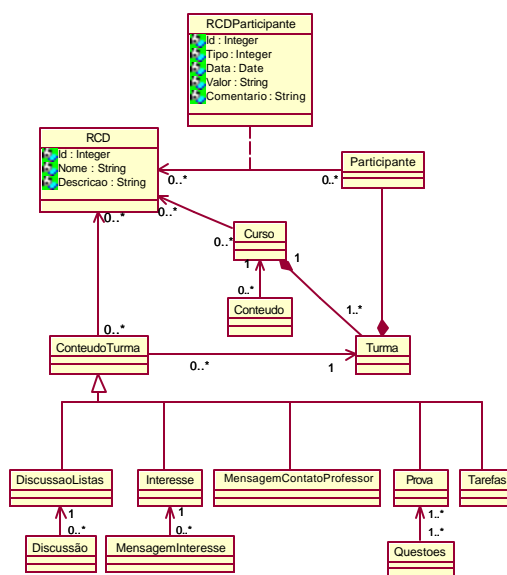 RCDParticipante
Id : Integer
Tipo : Integer
Data : Date
Valor : String
Comentario : String
RCD
Id : Integer
Nome : String
Descricao : String
Participante
0..*
0..*
0..*
0..*
Curso
0..*
1
1
0..*
Conteudo
1..*
0..*
ConteudoTurma
Turma
0..*
1
DiscussaoListas
Interesse
MensagemContatoProfessor
Prova
Tarefas
1
0..*
1
0..*
1..*
1..*
Discussão
MensagemInteresse
Questoes